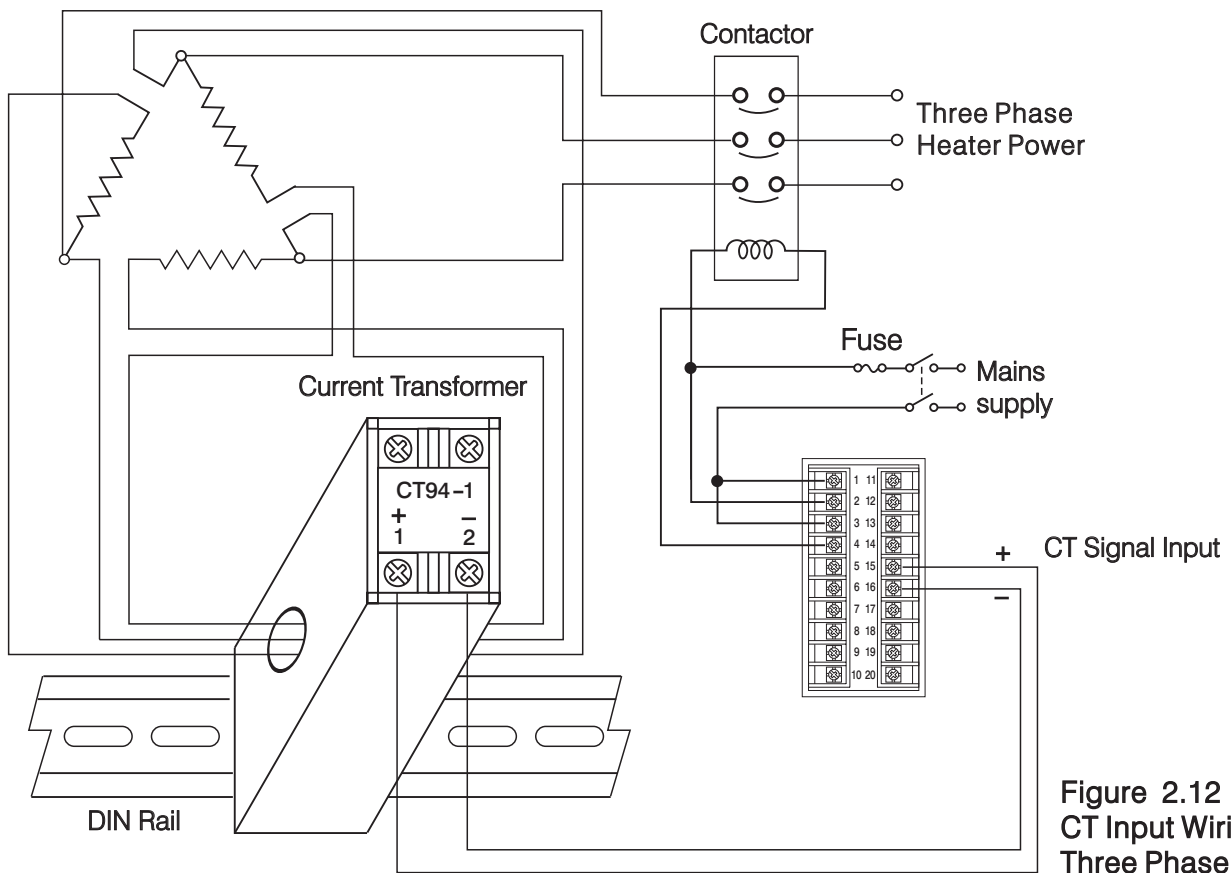 Contactor
Three Phase
Heater Power
Fuse
Mains
supply
Current Transformer
CT94-1
+ −
1 2
1 11
2 12
3 13
4 14
5 15
6 16
7 17
8 18
9 19
10 20
+
−
CT Signal Input
DIN Rail
Figure 2.12
CT Input Wiri
Three Phase